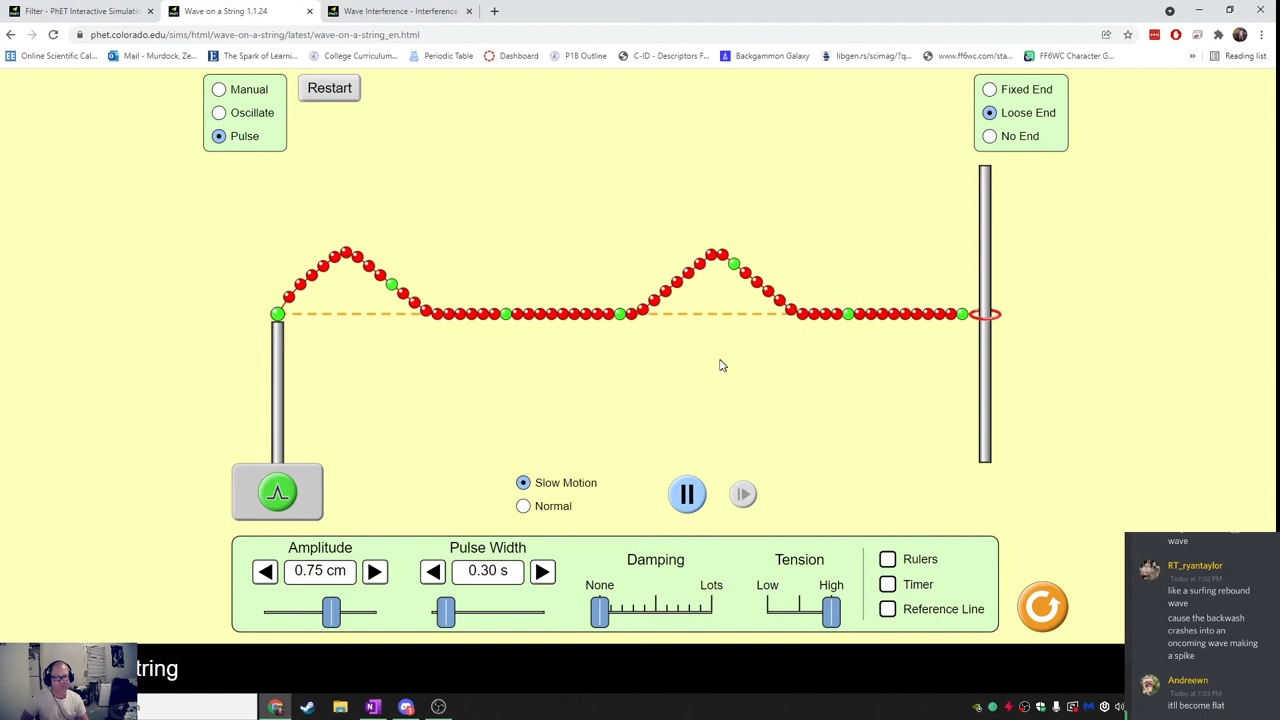 Filter - PhET Interactive Simulatio
Wave on a String 1.1.24
Wave Interference - Interference
phet.colorado.edu/sims/html/wave-on-a-string/latest/wave-on-a-string_en.html
Online Scientific Cal...
Mail - Murdock, Ze...
The Spark of Learni...
College Curriculum...
Periodic Table
Dashboard
P1B Outline
C-ID - Descriptors F...
Backgammon Galaxy
libgen.rs/scimag/?q=
www.ff6wc.com/sta...
FF6WC Character G...
»
Reading list
Manual
Oscillate
Pulse
Restart
Fixed End
Loose End
No End
Slow Motion
Normal
Amplitude
0.75 cm
Pulse Width
0.30 s
Damping
None
Lots
Tension
Low
High
Rulers
Timer
Reference Line
wave
RT_ryantaylor
Today at 7:02 PM
like a surfing rebound
wave
cause the backwash
crashes into an
oncoming wave making
a spike
Andreewn
Today at 7:03 PM
itll become flat
tring